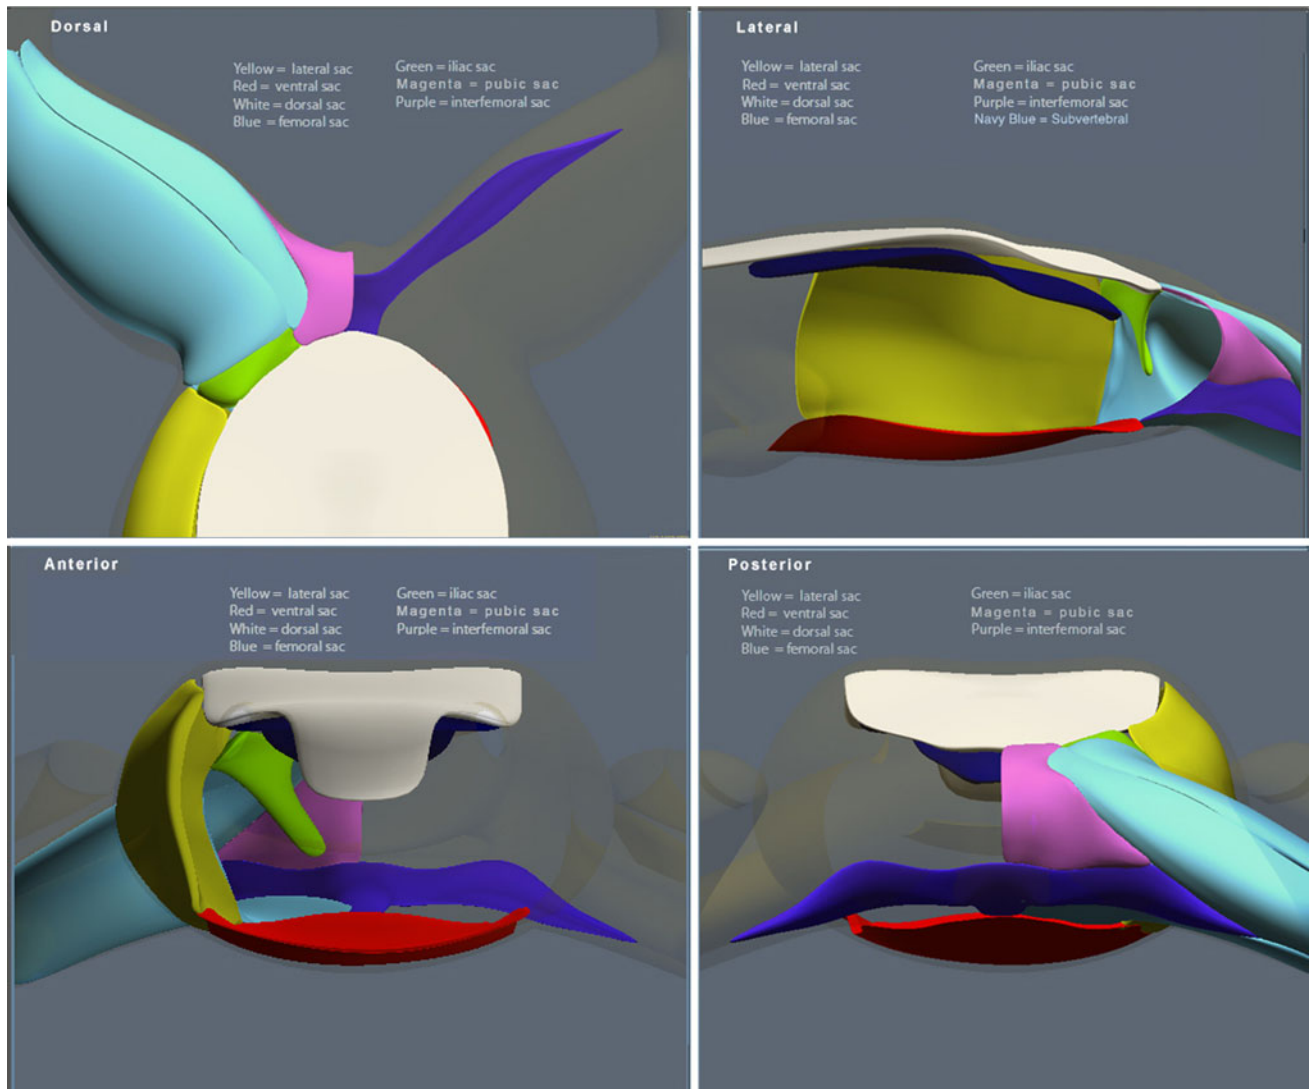 Dorsal
Yellow = lateral sac
Red = ventral sac
White = dorsal sac
Blue = femoral sac
Green = iliac sac
Magenta = pubic sac
Purple = interfemoral sac
Lateral
Yellow = lateral sac
Red = ventral sac
White = dorsal sac
Blue = femoral sac
Green = iliac sac
Magenta = pubic sac
Purple = interfemoral sac
Navy Blue = Subvertebral
Anterior
Yellow = lateral sac
Red = ventral sac
White = dorsal sac
Blue = femoral sac
Green = iliac sac
Magenta = pubic sac
Purple = interfemoral sac
Posterior
Yellow = lateral sac
Red = ventral sac
White = dorsal sac
Blue = femoral sac
Green = iliac sac
Magenta = pubic sac
Purple = interfemoral sac